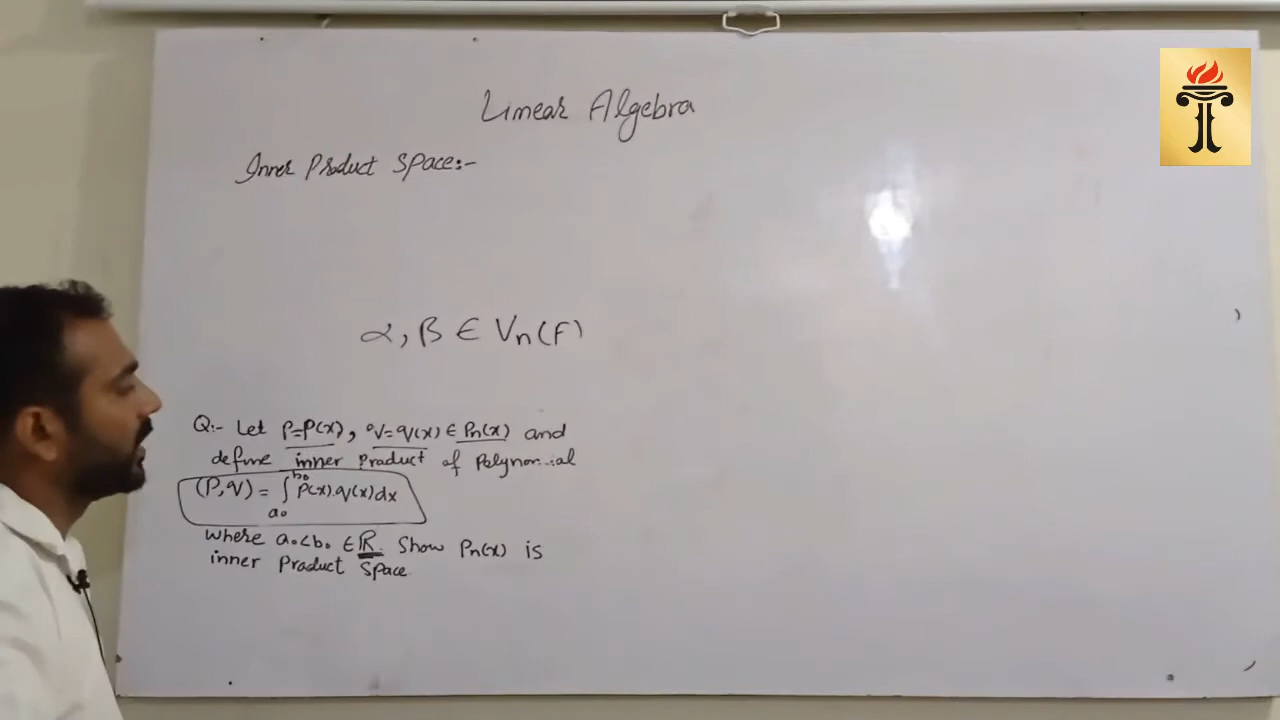 Linear Algebra
Inner Product Space:-
α, β ∈ Vn(F)
Q:- Let P=P(x), q=q(x) ∈ Pn(x) and
define inner product of Polynomial
(P,q) = ∫_{a₀}^{b₀} P(x).q(x)dx
where a₀<b₀ ∈ R. Show Pn(x) is
inner Product Space